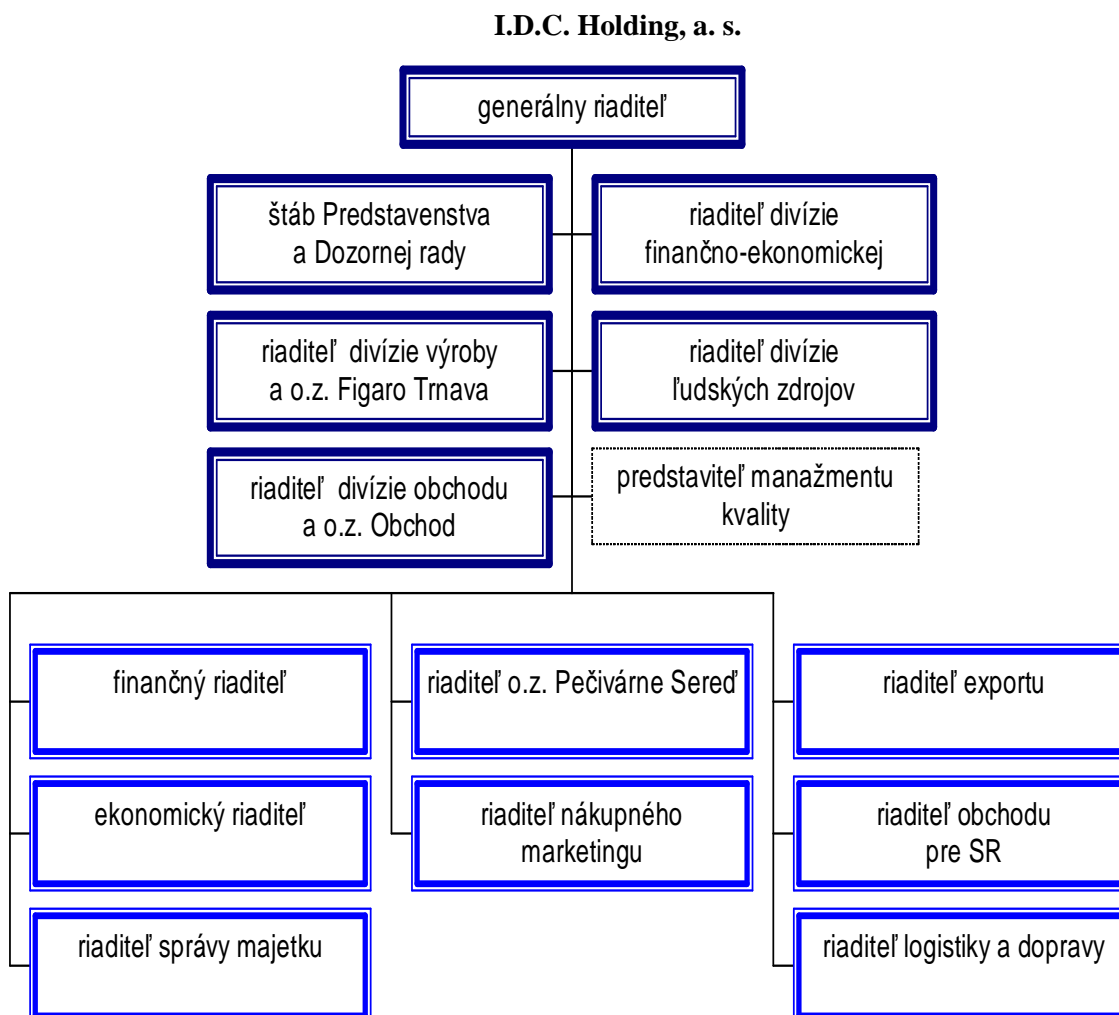 I.D.C. Holding, a. s.
generálny riaditeľ
štáb Predstavenstva
a Dozornej rady
riaditeľ divízie
finančno-ekonomickej
riaditeľ divízie výroby
a o.z. Figaro Trnava
riaditeľ divízie
ľudských zdrojov
riaditeľ divízie obchodu
a o.z. Obchod
predstaviteľ manažmentu
kvality
finančný riaditeľ
ekonomický riaditeľ
riaditeľ správy majetku
riaditeľ o.z. Pečivárne Sereď
riaditeľ nákupného
marketingu
riaditeľ exportu
riaditeľ obchodu
pre SR
riaditeľ logistiky a dopravy